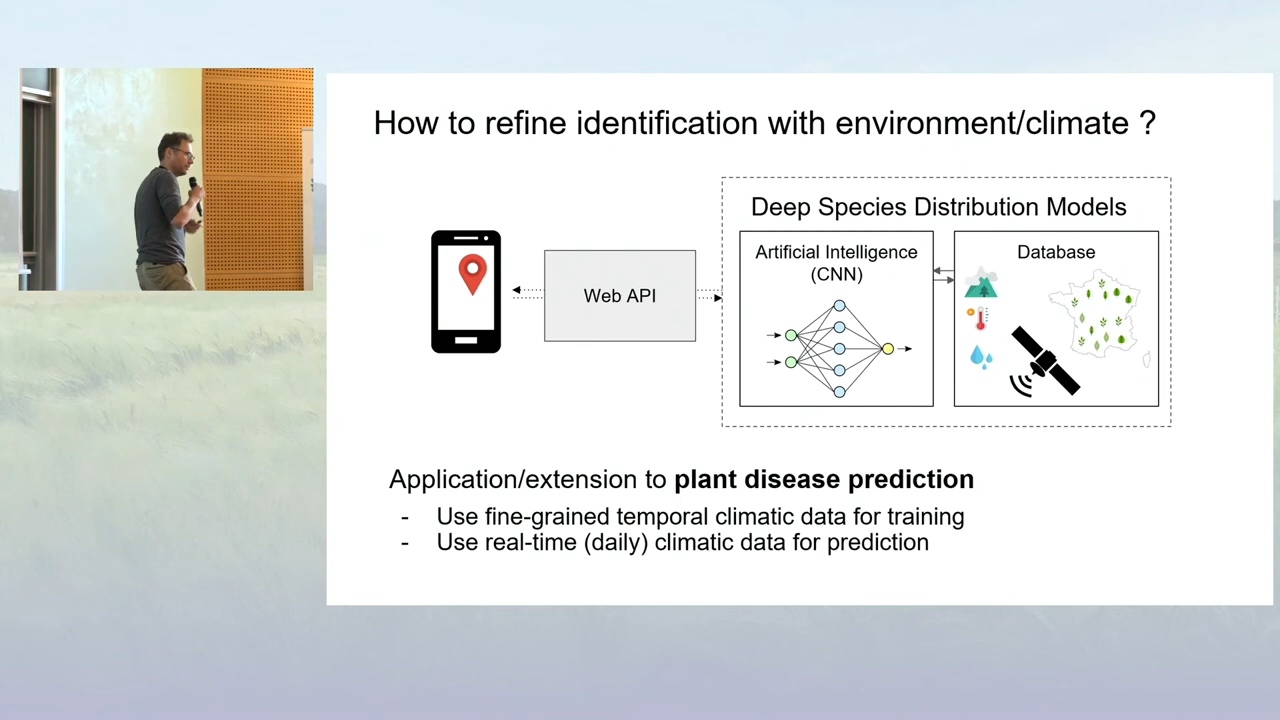 How to refine identification with environment/climate ?
Deep Species Distribution Models
Artificial Intelligence
(CNN)
Database
Web API
Application/extension to plant disease prediction
- Use fine-grained temporal climatic data for training
- Use real-time (daily) climatic data for prediction